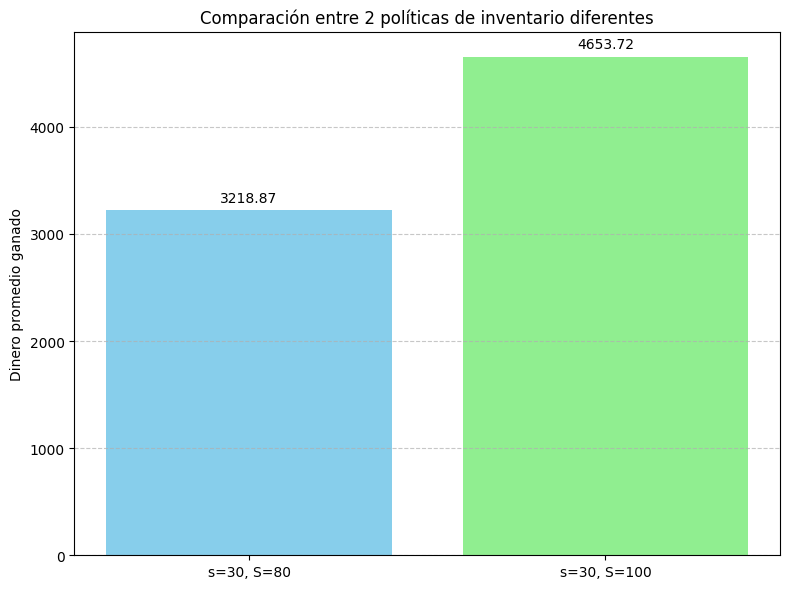 Comparación entre 2 políticas de inventario diferentes
4653.72
4000
3218.87
3000
Dinero promedio ganado
2000
1000
0
s=30, S=80
s=30, S=100